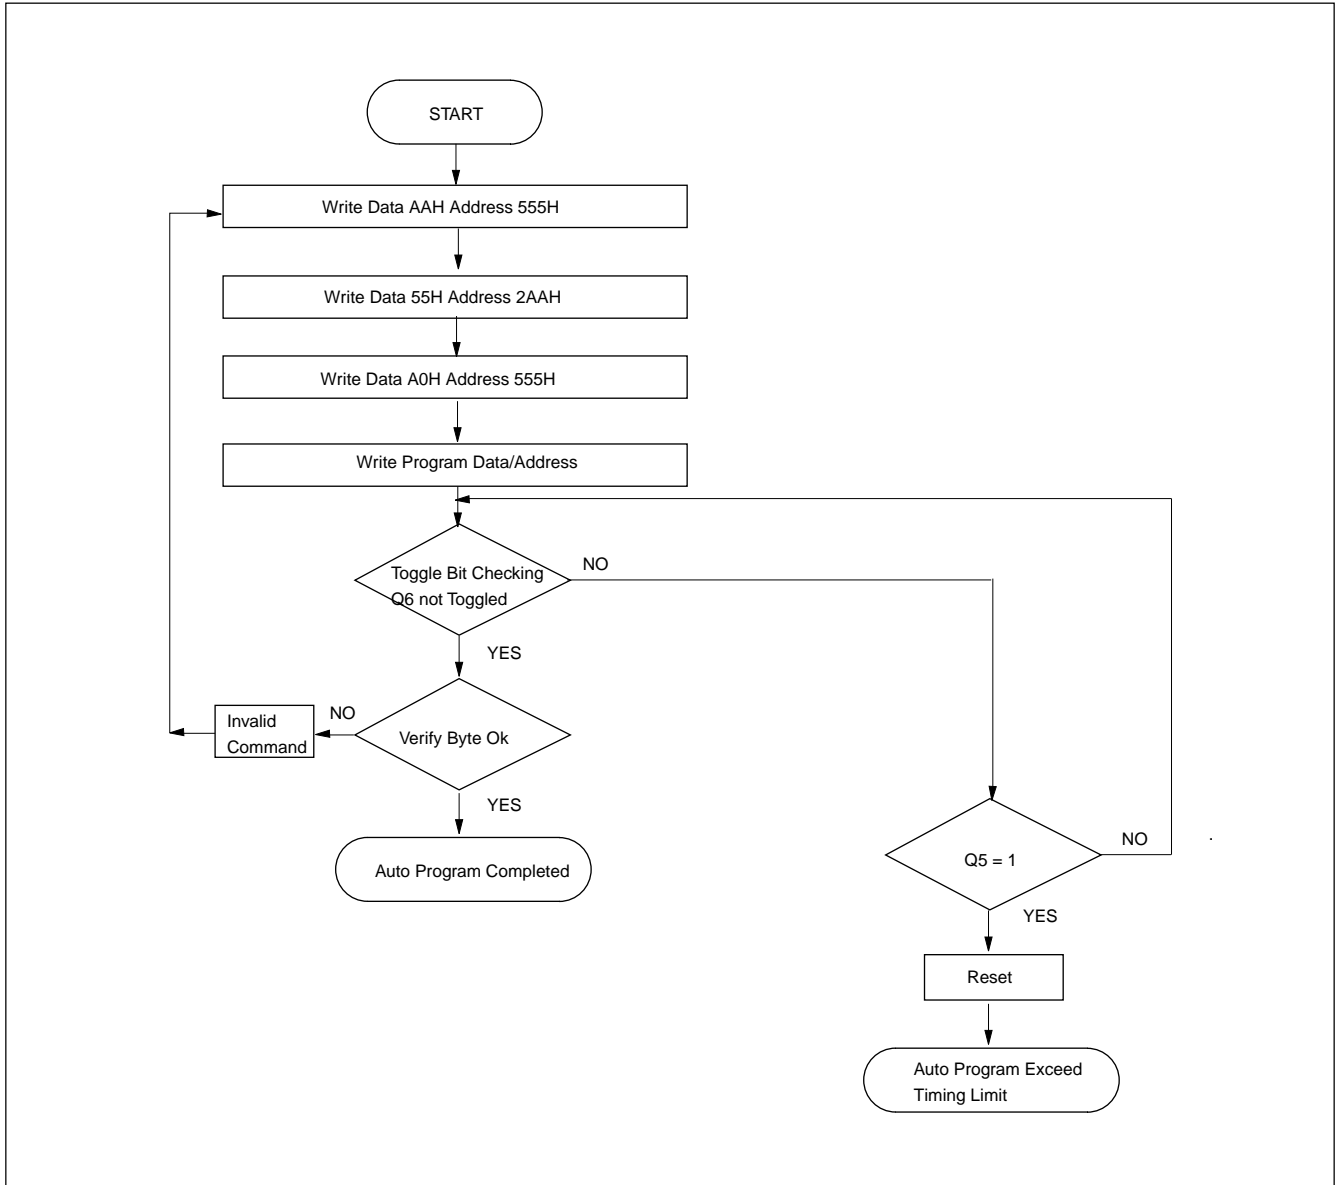 START
Write Data AAH Address 555H
Write Data 55H Address 2AAH
Write Data A0H Address 555H
Write Program Data/Address
Toggle Bit Checking
Q6 not Toggled
NO
YES
Invalid
Command
NO
Verify Byte Ok
YES
Auto Program Completed
Q5 = 1
NO
.
YES
Reset
Auto Program Exceed
Timing Limit